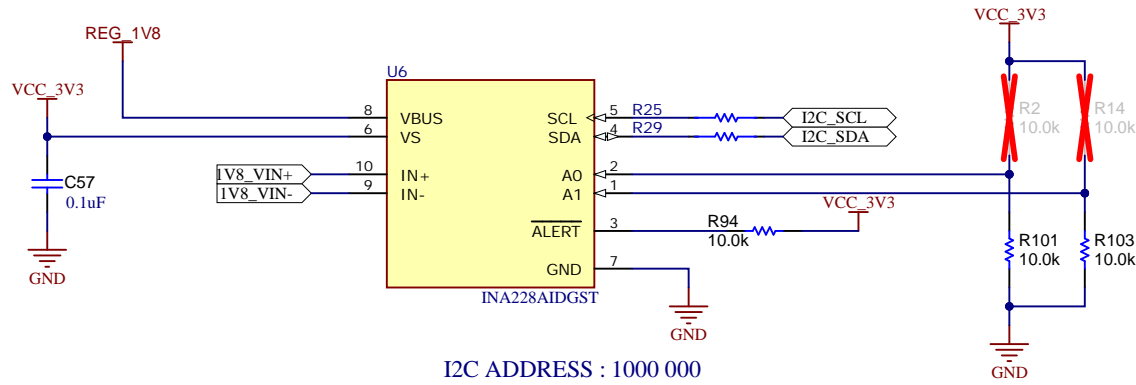 VCC_3V3
REG_1V8
U6
VCC_3V3
8 VBUS SCL 5 R25 I2C_SCL R2 R14
6 VS SDA 4 R29 I2C_SDA 10.0k 10.0k
C57
0.1uF
1V8_VIN+ 10 IN+ A0 2
1V8_VIN- 9 IN- A1 1
VCC_3V3
ALERT 3 R94
10.0k
R101 R103
10.0k 10.0k
GND 7
GND
INA228AIDGST
GND
I2C ADDRESS : 1000 000
GND